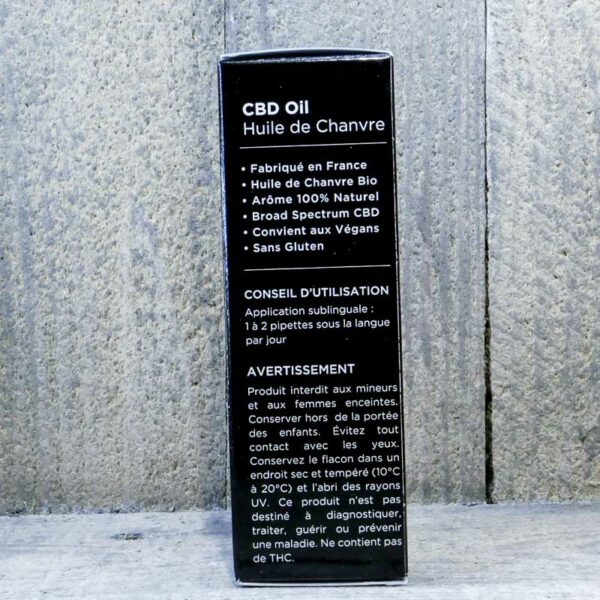 CBD Oil
Huile de Chanvre
• Fabriqué en France
• Huile de Chanvre Bio
• Arôme 100% Naturel
• Broad Spectrum CBD
• Convient aux Végans
• Sans Gluten
CONSEIL D'UTILISATION
Application sublinguale :
1 à 2 pipettes sous la langue
par jour
AVERTISSEMENT
Produit interdit aux mineurs
et aux femmes enceintes.
Conserver hors de la portée
des enfants. Évitez tout
contact avec les yeux.
Conservez le flacon dans un
endroit sec et tempéré (10°C
à 20°C) et l'abri des rayons
UV. Ce produit n'est pas
destiné à diagnostiquer,
traiter, guérir ou prévenir
une maladie. Ne contient pas
de THC.